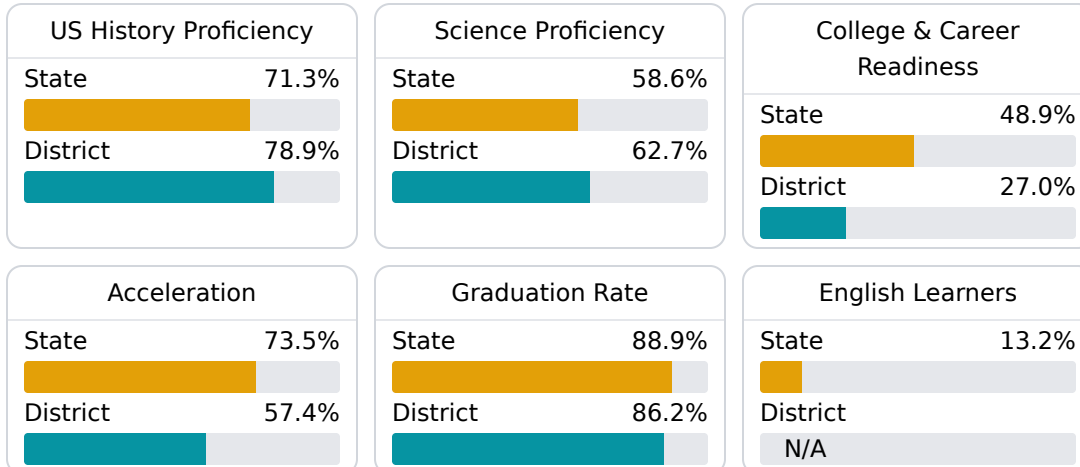 US History Proficiency
State 71.3%
District 78.9%
Science Proficiency
State 58.6%
District 62.7%
College & Career
Readiness
State 48.9%
District 27.0%
Acceleration
State 73.5%
District 57.4%
Graduation Rate
State 88.9%
District 86.2%
English Learners
State 13.2%
District
N/A